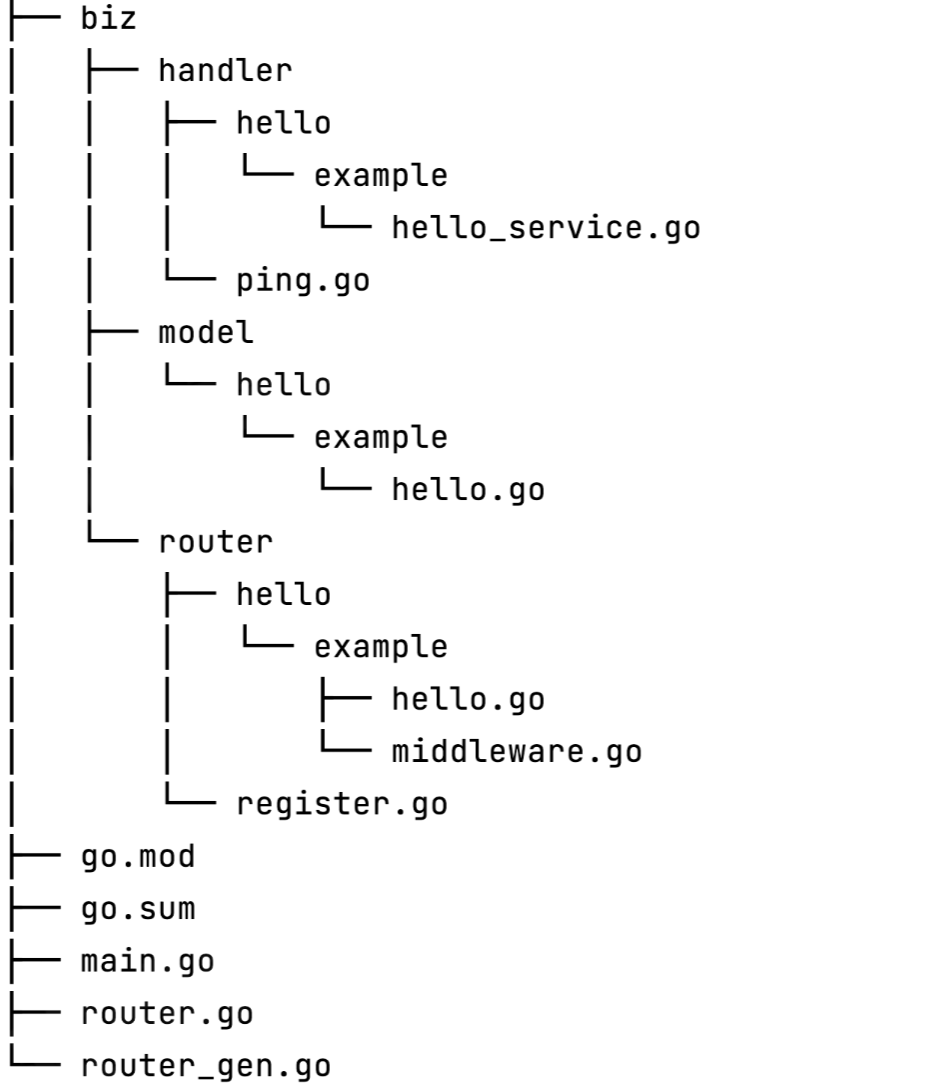 ├── biz
│   ├── handler
│   │   ├── hello
│   │   │   └── example
│   │   │       └── hello_service.go
│   │   └── ping.go
│   ├── model
│   │   └── hello
│   │       └── example
│   │           └── hello.go
│   └── router
│       ├── hello
│       │   └── example
│       │       ├── hello.go
│       │       └── middleware.go
│       └── register.go
├── go.mod
├── go.sum
├── main.go
├── router.go
└── router_gen.go